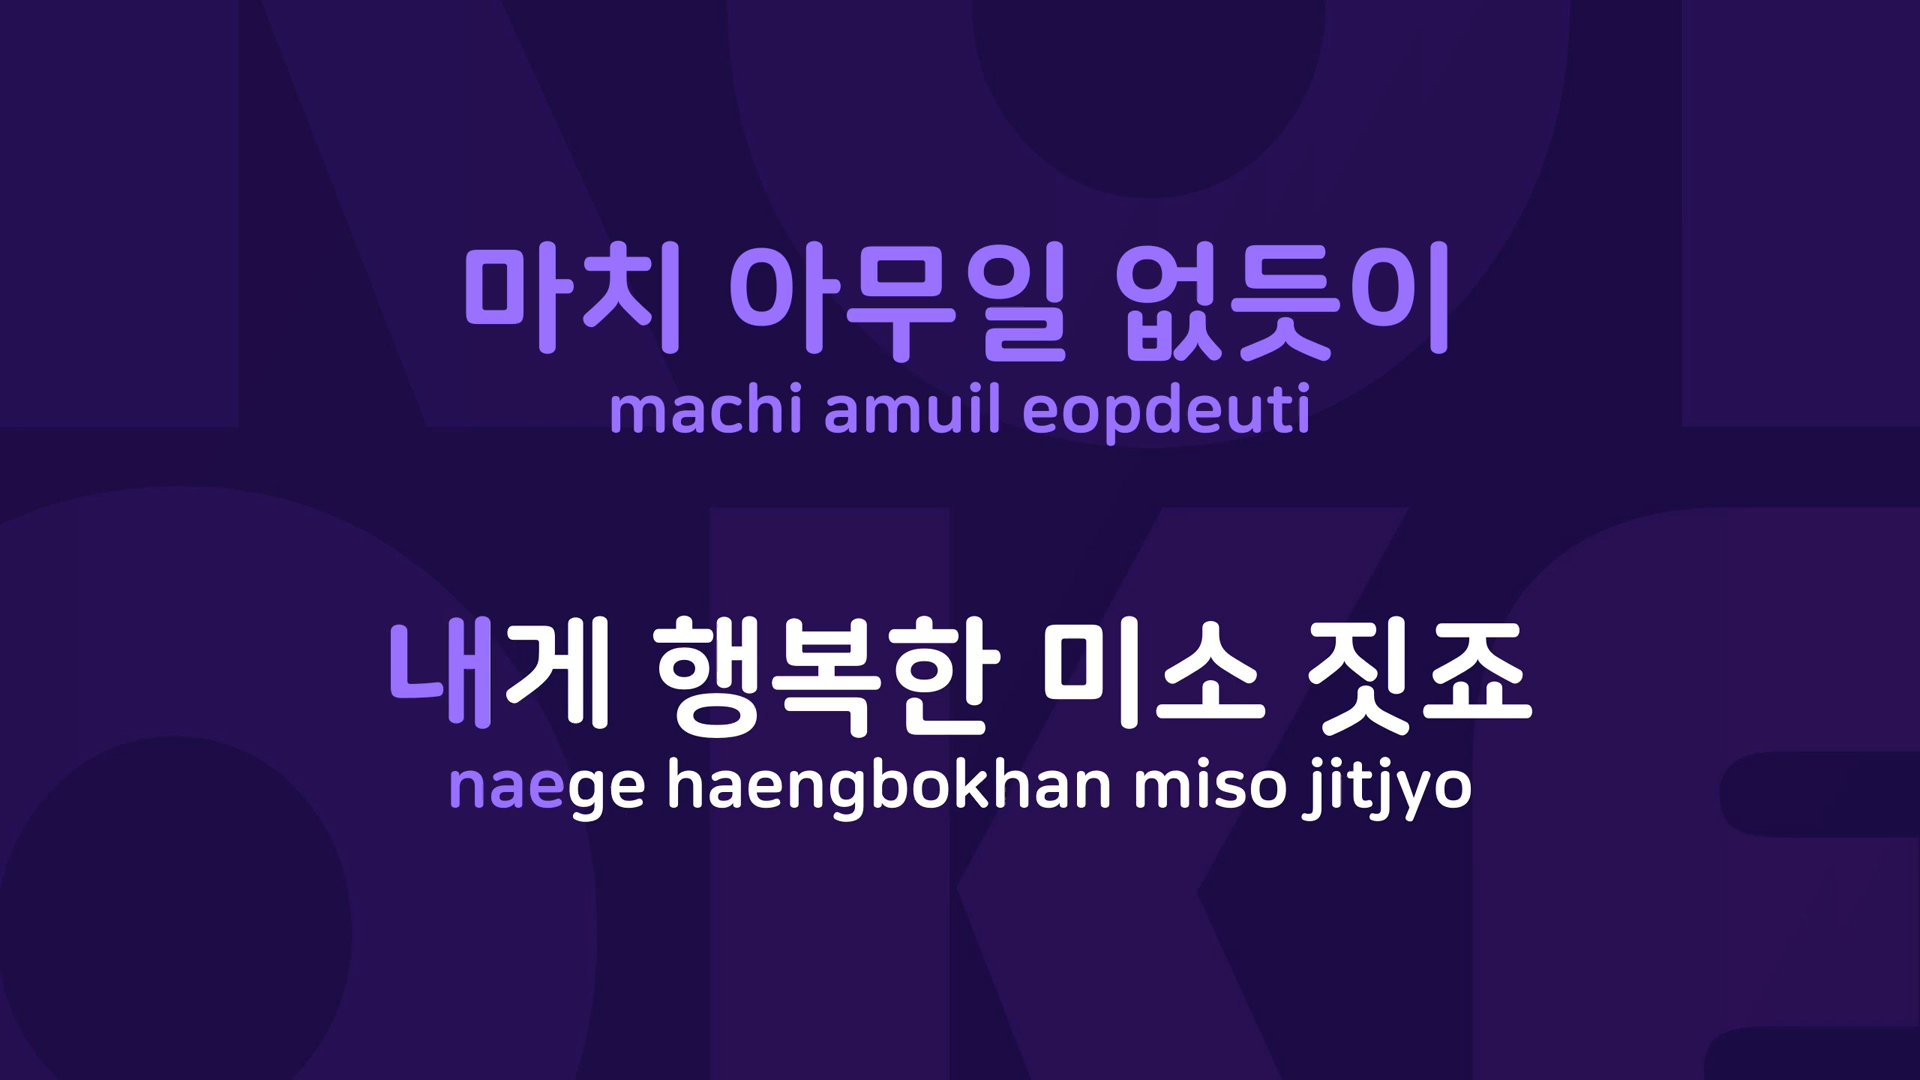 마치 아무일 없듯이
machi amuil eopdeuti
내게 행복한 미소 짓죠
naege haengbokhan miso jitjyo